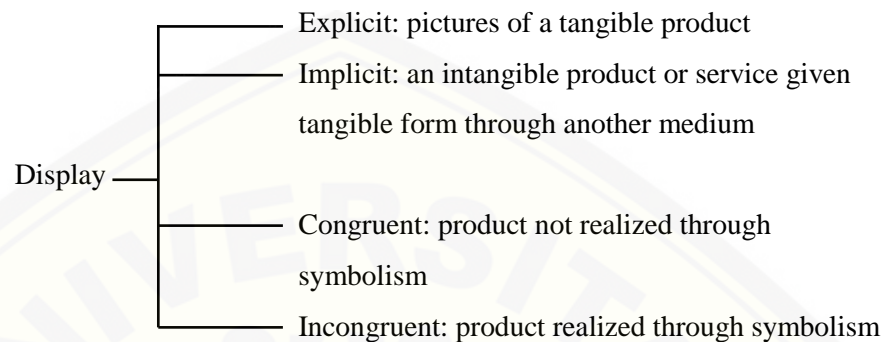 Explicit: pictures of a tangible product
Implicit: an intangible product or service given
tangible form through another medium
Display
Congruent: product not realized through
symbolism
Incongruent: product realized through symbolism